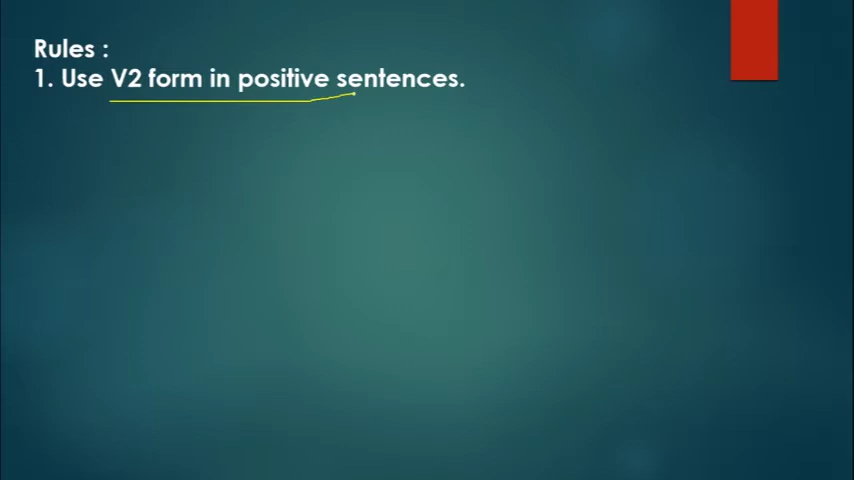 Rules :
1. Use V2 form in positive sentences.